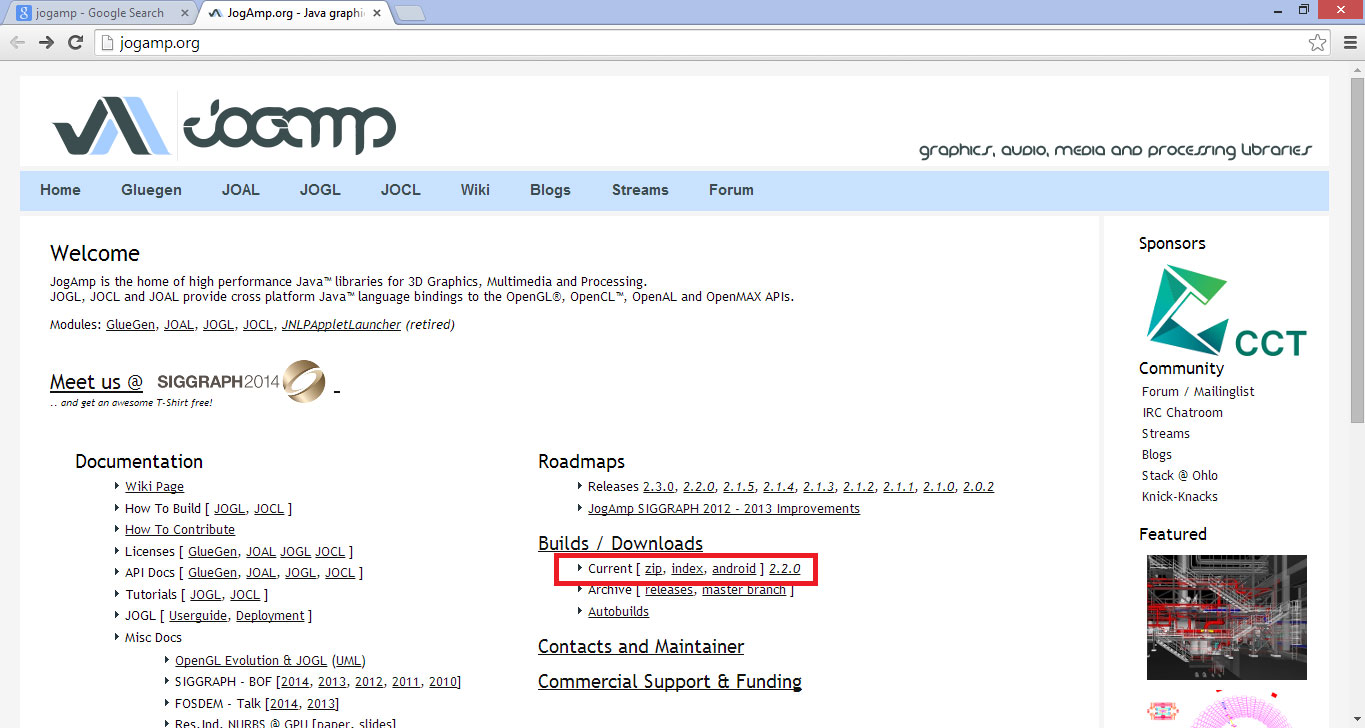 jogamp - Google Search
JogAmp.org - Java graphi
jogamp.org
JogAmp
graphics, audio, media and processing libraries
Home Gluegen JOAL JOGL JOCL Wiki Blogs Streams Forum
Welcome
JogAmp is the home of high performance Java™ libraries for 3D Graphics, Multimedia and Processing.
JOGL, JOCL and JOAL provide cross platform Java™ language bindings to the OpenGL®, OpenCL™, OpenAL and OpenMAX APIs.
Modules: GlueGen, JOAL, JOGL, JOCL, JNLPAppletLauncher (retired)
Meet us @ SIGGRAPH2014
.. and get an awesome T-Shirt free!
Documentation
Wiki Page
How To Build [ JOGL, JOCL ]
How To Contribute
Licenses [ GlueGen, JOAL JOGL JOCL ]
API Docs [ GlueGen, JOAL, JOGL, JOCL ]
Tutorials [ JOGL, JOCL ]
JOGL [ Userguide, Deployment ]
Misc Docs
OpenGL Evolution & JOGL (UML)
SIGGRAPH - BOF [2014, 2013, 2012, 2011, 2010]
FOSDEM - Talk [2014, 2013]
Res.Ind. NURBS @ GPU [paper, slides]
Roadmaps
Releases 2.3.0, 2.2.0, 2.1.5, 2.1.4, 2.1.3, 2.1.2, 2.1.1, 2.1.0, 2.0.2
JogAmp SIGGRAPH 2012 - 2013 Improvements
Builds / Downloads
Current [ zip, index, android ] 2.2.0
Archive [ releases, master branch ]
Autobuilds
Contacts and Maintainer
Commercial Support & Funding
Sponsors
CCT
Community
Forum / Mailinglist
IRC Chatroom
Streams
Blogs
Stack @ Ohlo
Knick-Knacks
Featured